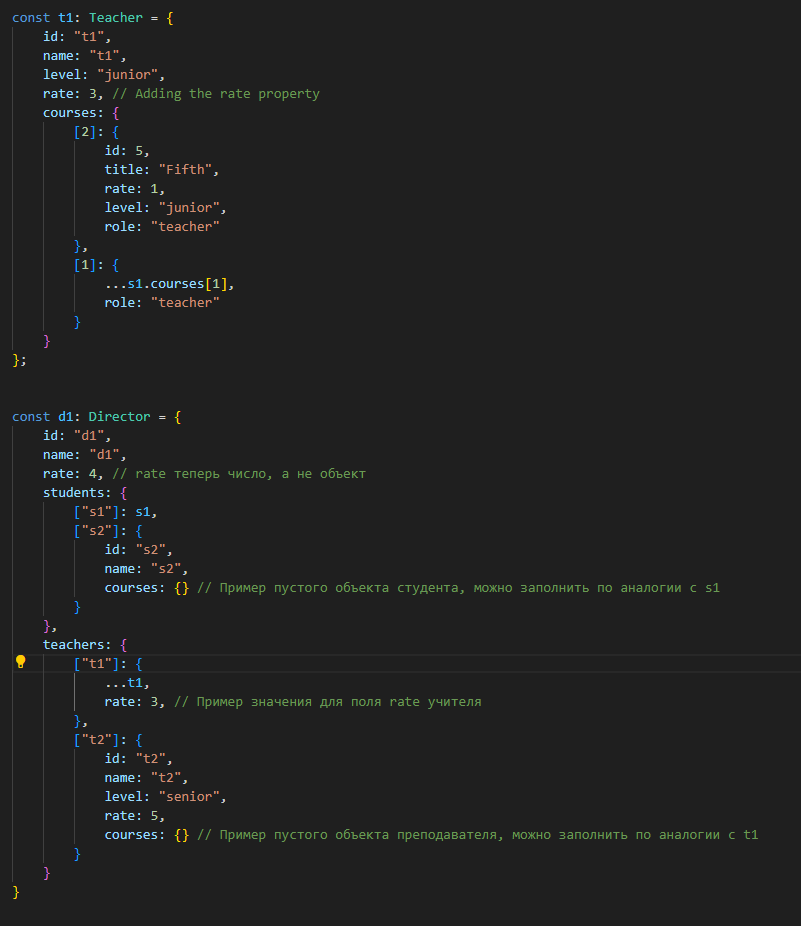 const t1: Teacher = {
    id: "t1",
    name: "t1",
    level: "junior",
    rate: 3, // Adding the rate property
    courses: {
        [2]: {
            id: 5,
            title: "Fifth",
            rate: 1,
            level: "junior",
            role: "teacher"
        },
        [1]: {
            ...s1.courses[1],
            role: "teacher"
        }
    }
};
const d1: Director = {
    id: "d1",
    name: "d1",
    rate: 4, // rate теперь число, а не объект
    students: {
        ["s1"]: s1,
        ["s2"]: {
            id: "s2",
            name: "s2",
            courses: {} // Пример пустого объекта студента, можно заполнить по аналогии с s1
        }
    },
    teachers: {
        ["t1"]: {
            ...t1,
            rate: 3, // Пример значения для поля rate учителя
        },
        ["t2"]: {
            id: "t2",
            name: "t2",
            level: "senior",
            rate: 5,
            courses: {} // Пример пустого объекта преподавателя, можно заполнить по аналогии с t1
        }
    }
}